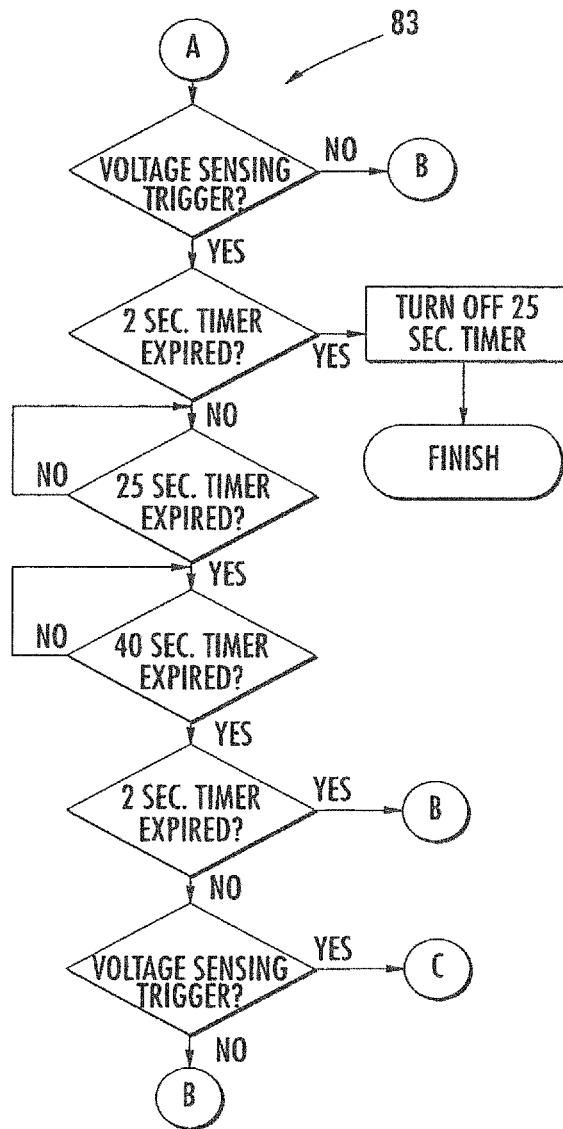 A
83
VOLTAGE SENSING
TRIGGER?
NO
B
YES
2 SEC. TIMER
EXPIRED?
YES
TURN OFF 25
SEC. TIMER
FINISH
NO
25 SEC. TIMER
EXPIRED?
NO
YES
40 SEC. TIMER
EXPIRED?
NO
YES
2 SEC. TIMER
EXPIRED?
YES
B
NO
VOLTAGE SENSING
TRIGGER?
YES
C
NO
B